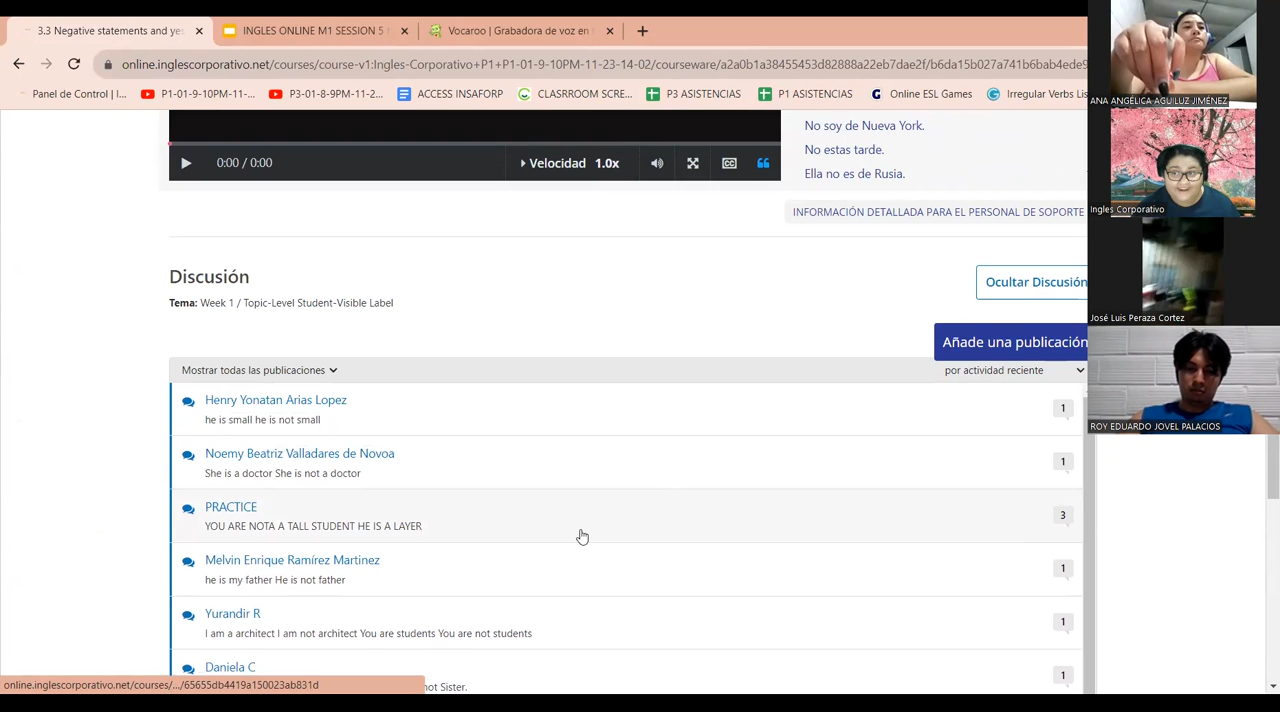 3.3 Negative statements and yes
INGLES ONLINE M1 SESSION 5
Vocaroo | Grabadora de voz en
online.inglescorporativo.net/courses/course-v1:Ingles-Corporativo+P1+P1-01-9-10PM-11-23-14-02/courseware/a2a0b1a38455453d82888a22eb7dae2f/b6da15b027a741b6bab4ede9
Panel de Control | I...
P1-01-9-10PM-11-...
P3-01-8-9PM-11-2...
ACCESS INSAFORP
CLASRROOM SCRE...
P3 ASISTENCIAS
P1 ASISTENCIAS
Online ESL Games
Irregular Verbs Lis
ANA ANGÉLICA AGUILUZ JIMÉNEZ
No soy de Nueva York.
No estas tarde.
0:00 / 0:00
Velocidad 1.0x
Ella no es de Rusia.
Ingles Corporativo
INFORMACIÓN DETALLADA PARA EL PERSONAL DE SOPORTE
Discusión
Ocultar Discusión
Tema: Week 1 / Topic-Level Student-Visible Label
José Luis Peraza Cortez
Añade una publicación
Mostrar todas las publicaciones
por actividad reciente
Henry Yonatan Arias Lopez
1
he is small he is not small
ROY EDUARDO JOVEL PALACIOS
Noemy Beatriz Valladares de Novoa
1
She is a doctor She is not a doctor
PRACTICE
3
YOU ARE NOTA A TALL STUDENT HE IS A LAYER
Melvin Enrique Ramírez Martinez
1
he is my father He is not father
Yurandir R
1
I am a architect I am not architect You are students You are not students
Daniela C
1
online.inglescorporativo.net/courses/.../65655db4419a150023ab831d
not Sister.